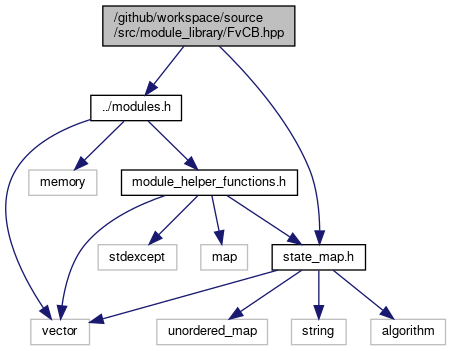 /github/workspace/source
/src/module_library/FvCB.hpp
../modules.h
memory
module_helper_functions.h
stdexcept
map
state_map.h
vector
unordered_map
string
algorithm